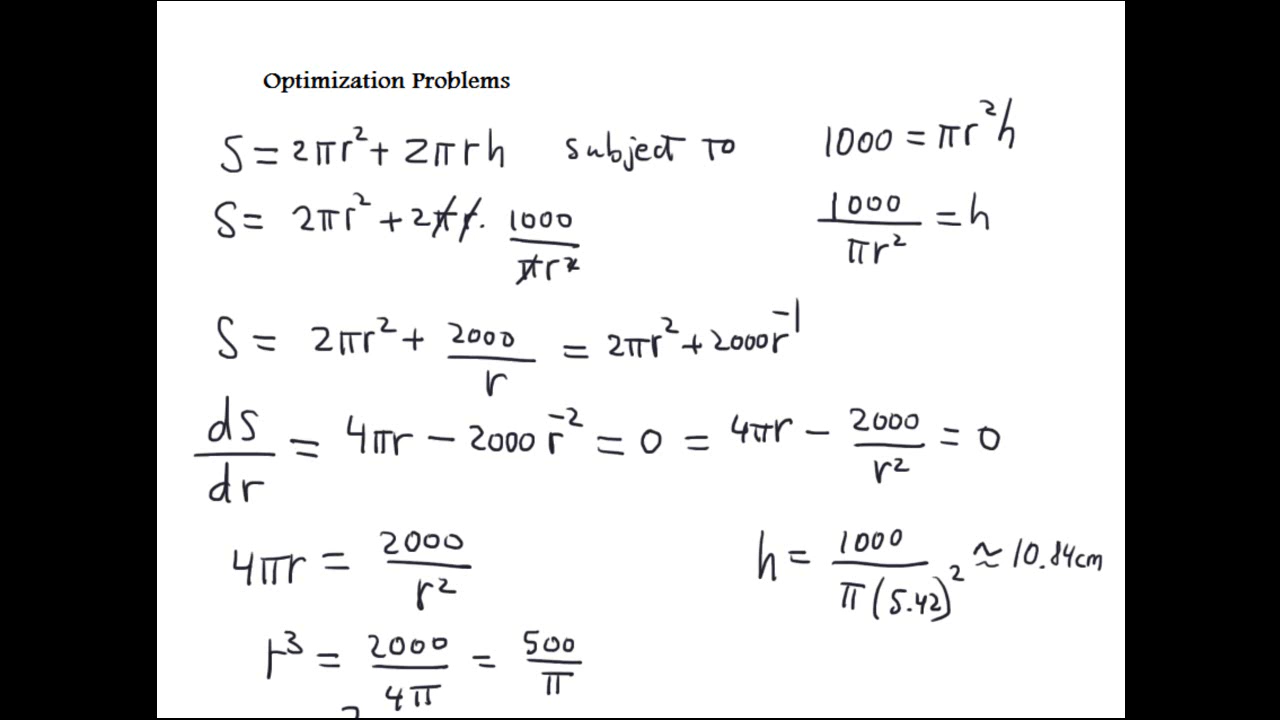 Optimization Problems
S = 2πr² + 2πrh subject to 1000 = πr²h
S = 2πr² + 2πr · 1000/πr² 1000/πr² = h
S = 2πr² + 2000/r = 2πr² + 2000r⁻¹
dS/dr = 4πr − 2000r⁻² = 0 = 4πr − 2000/r² = 0
4πr = 2000/r² h = 1000/π(5.42)² ≈ 10.84cm
r³ = 2000/4π = 500/π